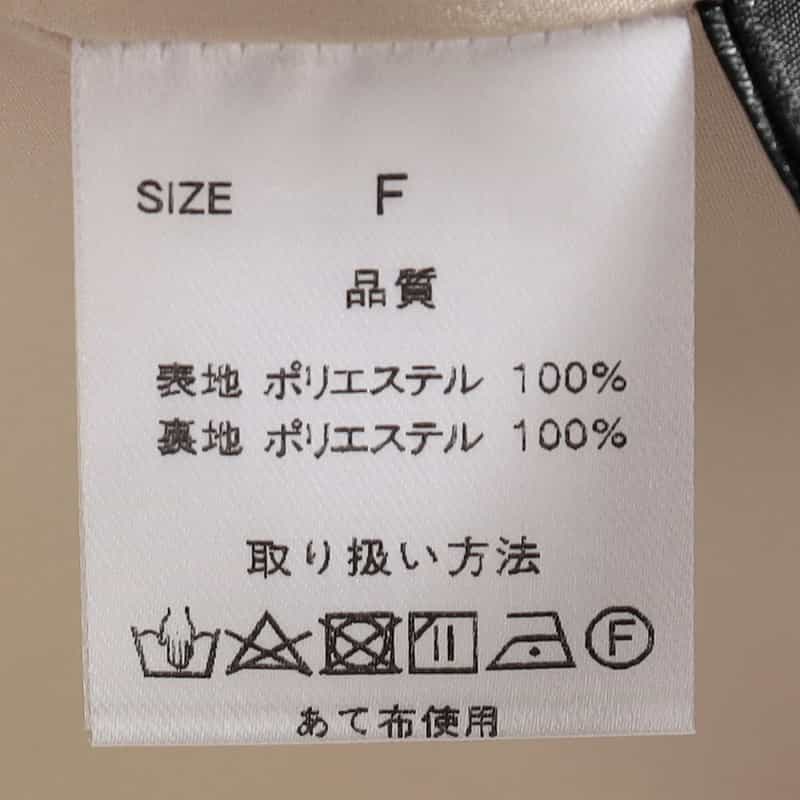 SIZE F
品質
表地 ポリエステル 100%
裏地 ポリエステル 100%
取り扱い方法
F
あて布使用